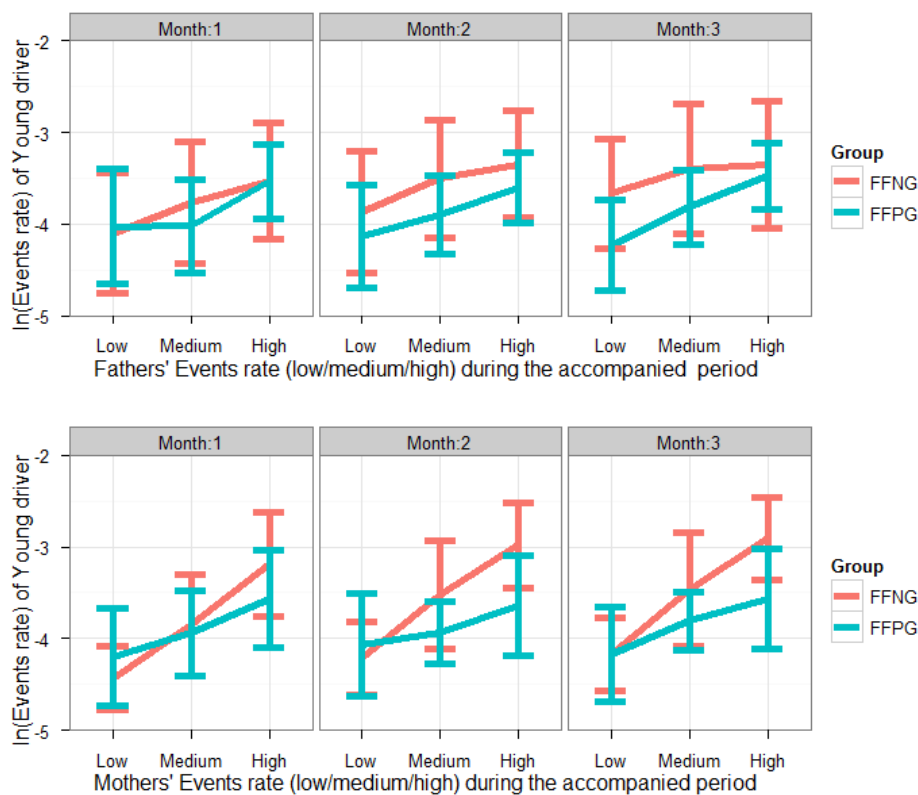 Month:1 Month:2 Month:3
ln(Events rate) of Young driver
-2
-3
-4
-5
Low Medium High Low Medium High Low Medium High
Fathers' Events rate (low/medium/high) during the accompanied period
Group
FFNG
FFPG
Month:1 Month:2 Month:3
ln(Events rate) of Young driver
-2
-3
-4
-5
Low Medium High Low Medium High Low Medium High
Mothers' Events rate (low/medium/high) during the accompanied period
Group
FFNG
FFPG